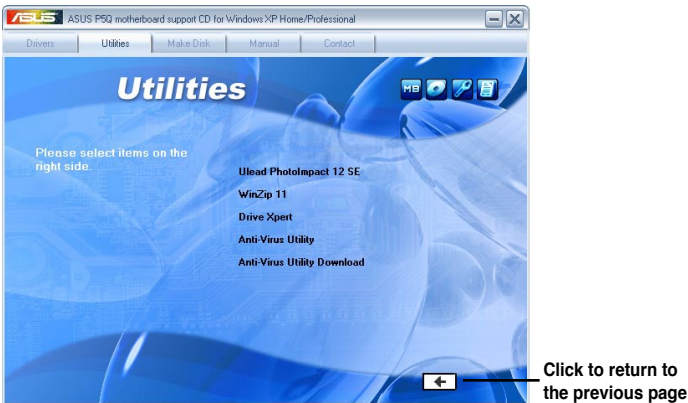 ASUS ASUS P5Q motherboard support CD for Windows XP Home/Professional
Drivers Utilities Make Disk Manual Contact
Utilities
MB
Please select items on the
right side.
Ulead PhotoImpact 12 SE
WinZip 11
Drive Xpert
Anti-Virus Utility
Anti-Virus Utility Download
Click to return to
the previous page